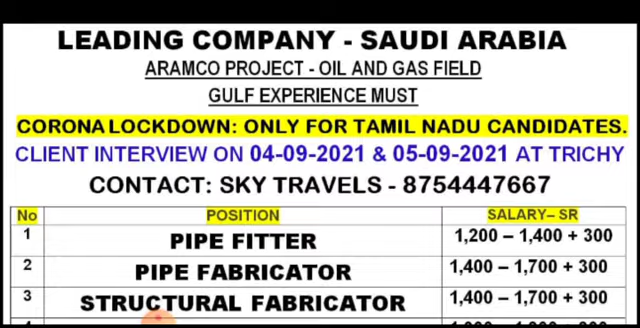 LEADING COMPANY - SAUDI ARABIA
ARAMCO PROJECT - OIL AND GAS FIELD
GULF EXPERIENCE MUST
CORONA LOCKDOWN: ONLY FOR TAMIL NADU CANDIDATES.
CLIENT INTERVIEW ON 04-09-2021 & 05-09-2021 AT TRICHY
CONTACT: SKY TRAVELS - 8754447667
No POSITION SALARY– SR
1 PIPE FITTER 1,200 – 1,400 + 300
2 PIPE FABRICATOR 1,400 – 1,700 + 300
3 STRUCTURAL FABRICATOR 1,400 – 1,700 + 300